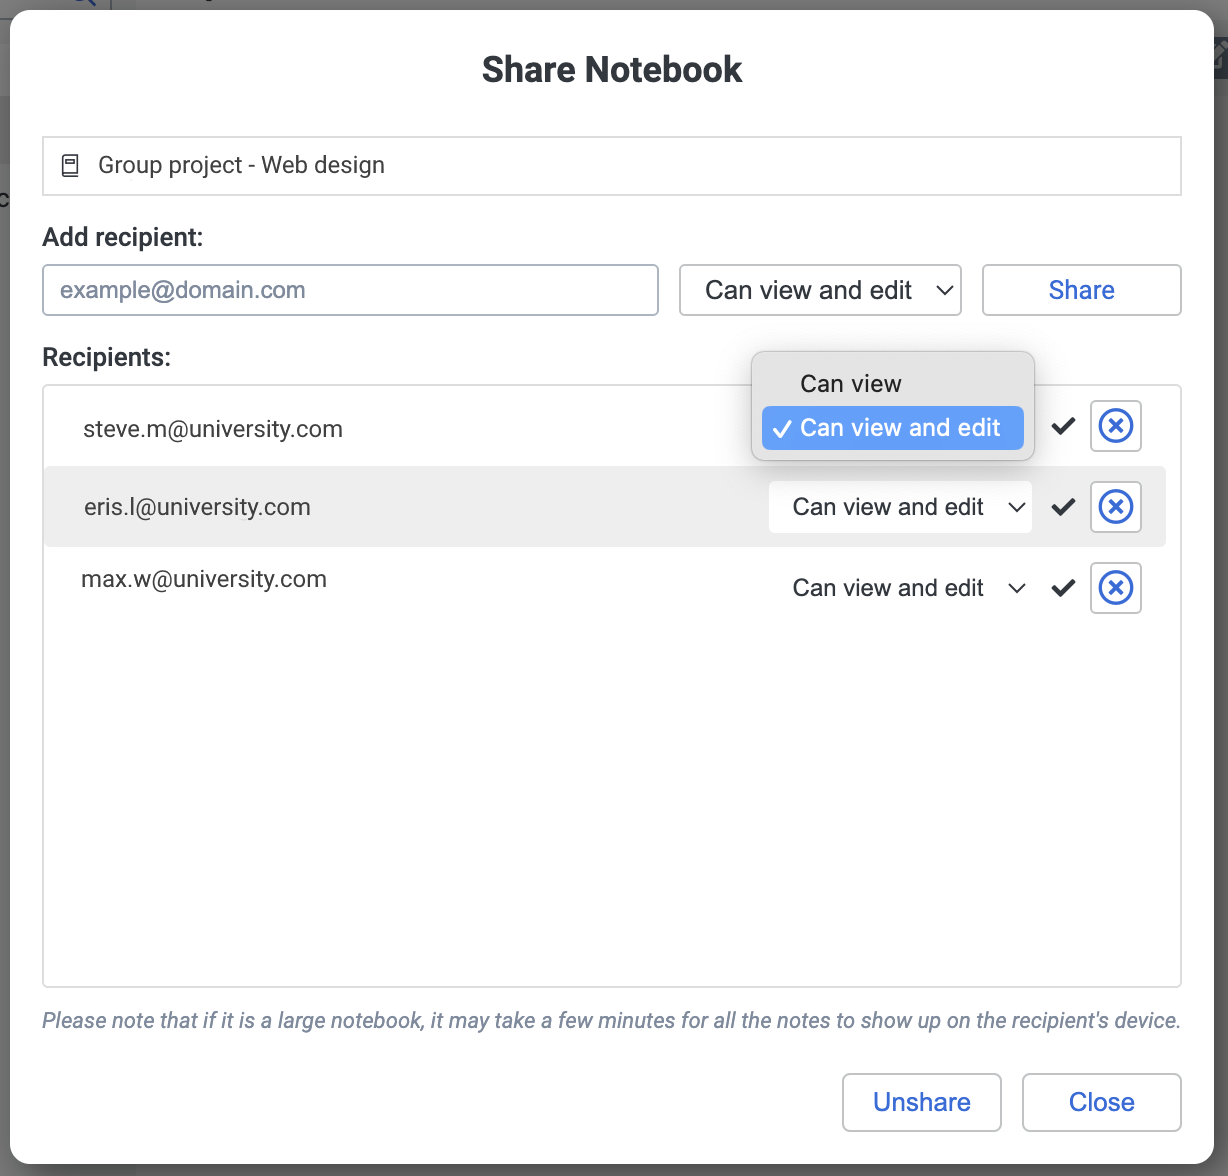 Share Notebook
Group project - Web design
Add recipient:
example@domain.com
Can view and edit
Share
Recipients:
Can view
steve.m@university.com
Can view and edit
eris.l@university.com
Can view and edit
max.w@university.com
Can view and edit
Please note that if it is a large notebook, it may take a few minutes for all the notes to show up on the recipient's device.
Unshare
Close